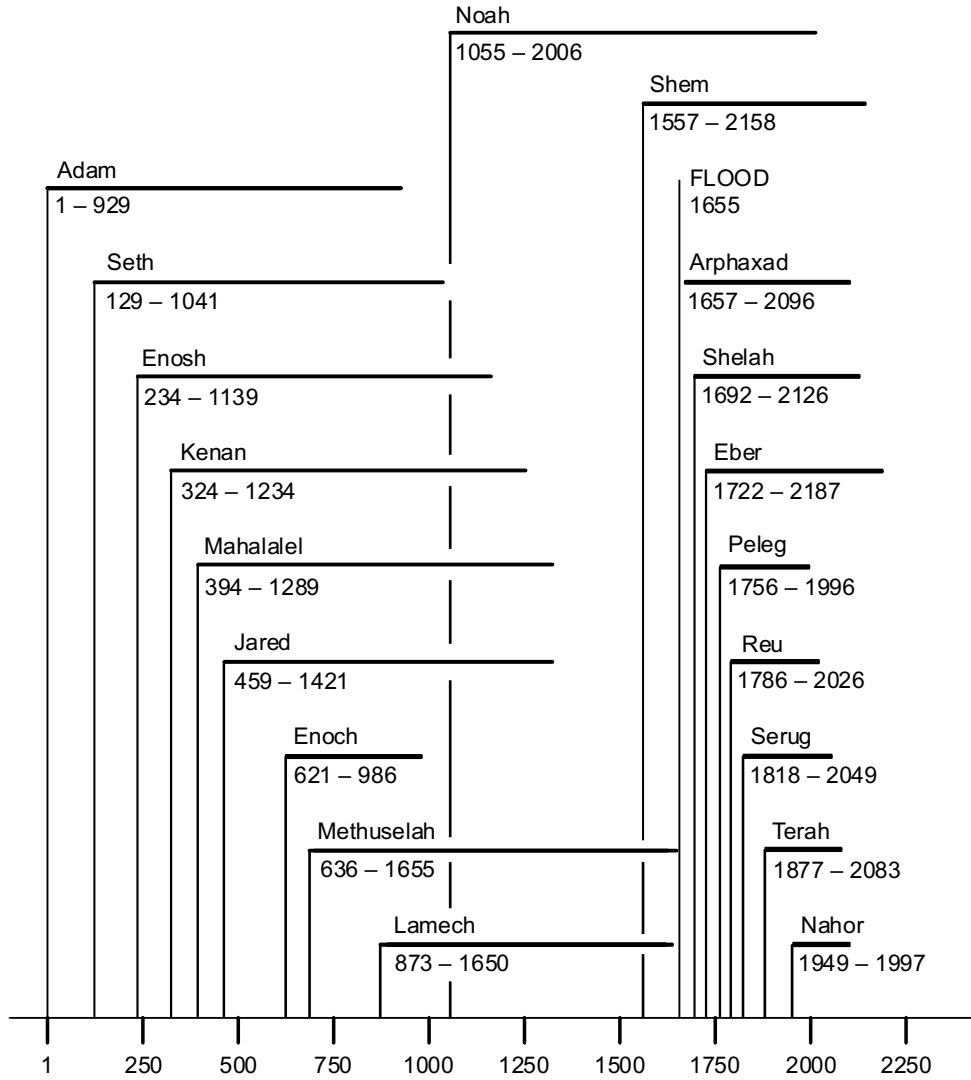 Noah
1055 – 2006
Shem
1557 – 2158
Adam
1 – 929
FLOOD
1655
Seth
129 – 1041
Arphaxad
1657 – 2096
Enosh
234 – 1139
Shelah
1692 – 2126
Kenan
324 – 1234
Eber
1722 – 2187
Mahalalel
394 – 1289
Peleg
1756 – 1996
Jared
459 – 1421
Reu
1786 – 2026
Enoch
621 – 986
Serug
1818 – 2049
Methuselah
636 – 1655
Terah
1877 – 2083
Lamech
873 – 1650
Nahor
1949 – 1997
1 250 500 750 1000 1250 1500 1750 2000 2250